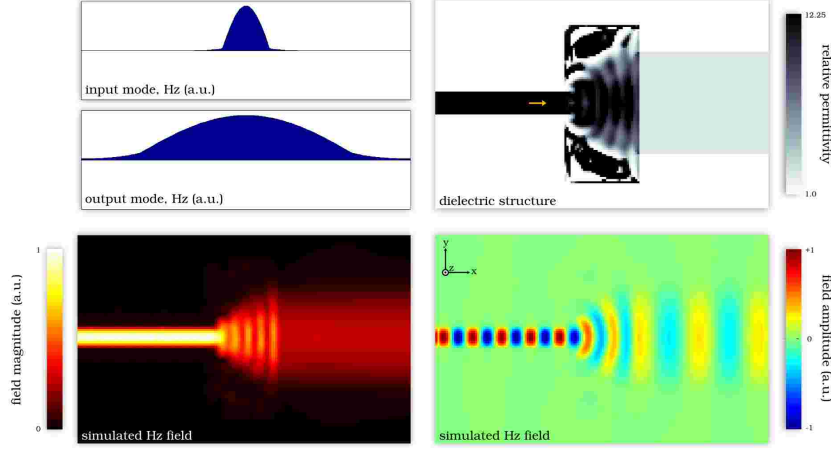 input mode, Hz (a.u.)
output mode, Hz (a.u.)
dielectric structure
12.25
relative permittivity
1.0
1
field magnitude (a.u.)
0
simulated Hz field
y
z
x
simulated Hz field
+1
field amplitude (a.u.)
0
-1